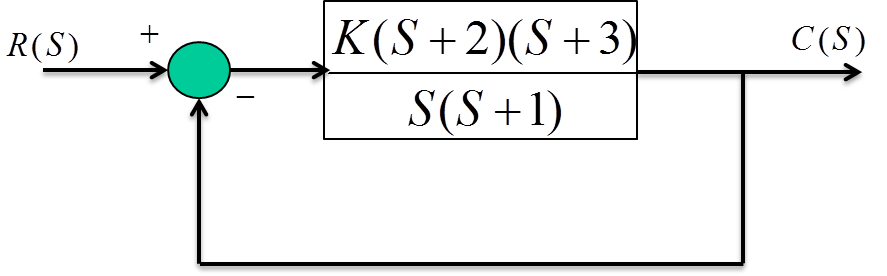 R(S)
+
−
K(S + 2)(S + 3)
S(S + 1)
C(S)